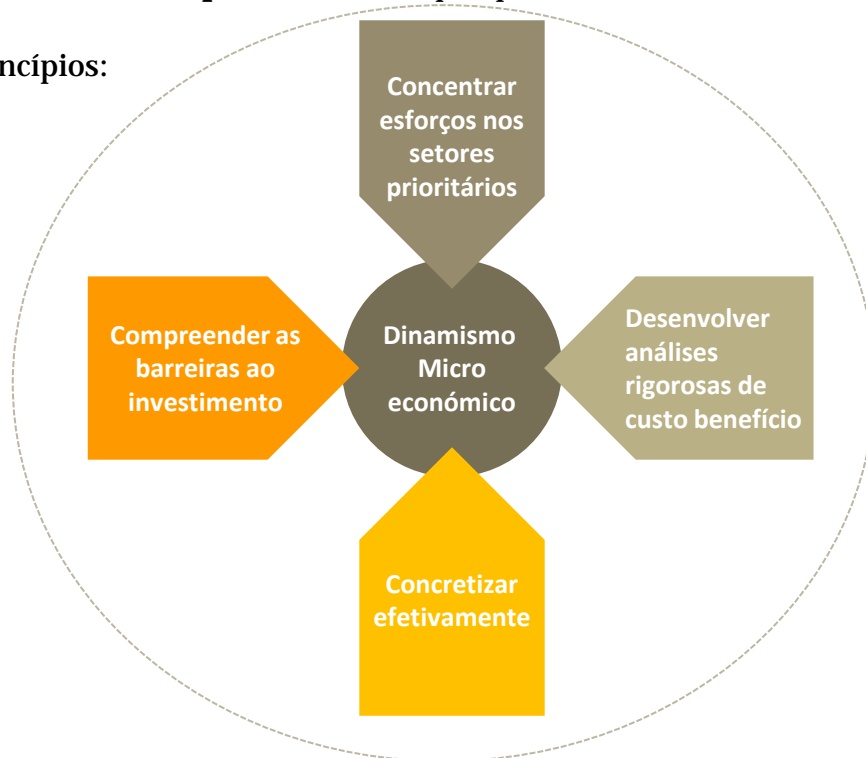 ncípios:
Concentrar
esforços nos
setores
prioritários
Compreender as
barreiras ao
investimento
Dinamismo
Micro
económico
Desenvolver
análises
rigorosas de
custo benefício
Concretizar
efetivamente